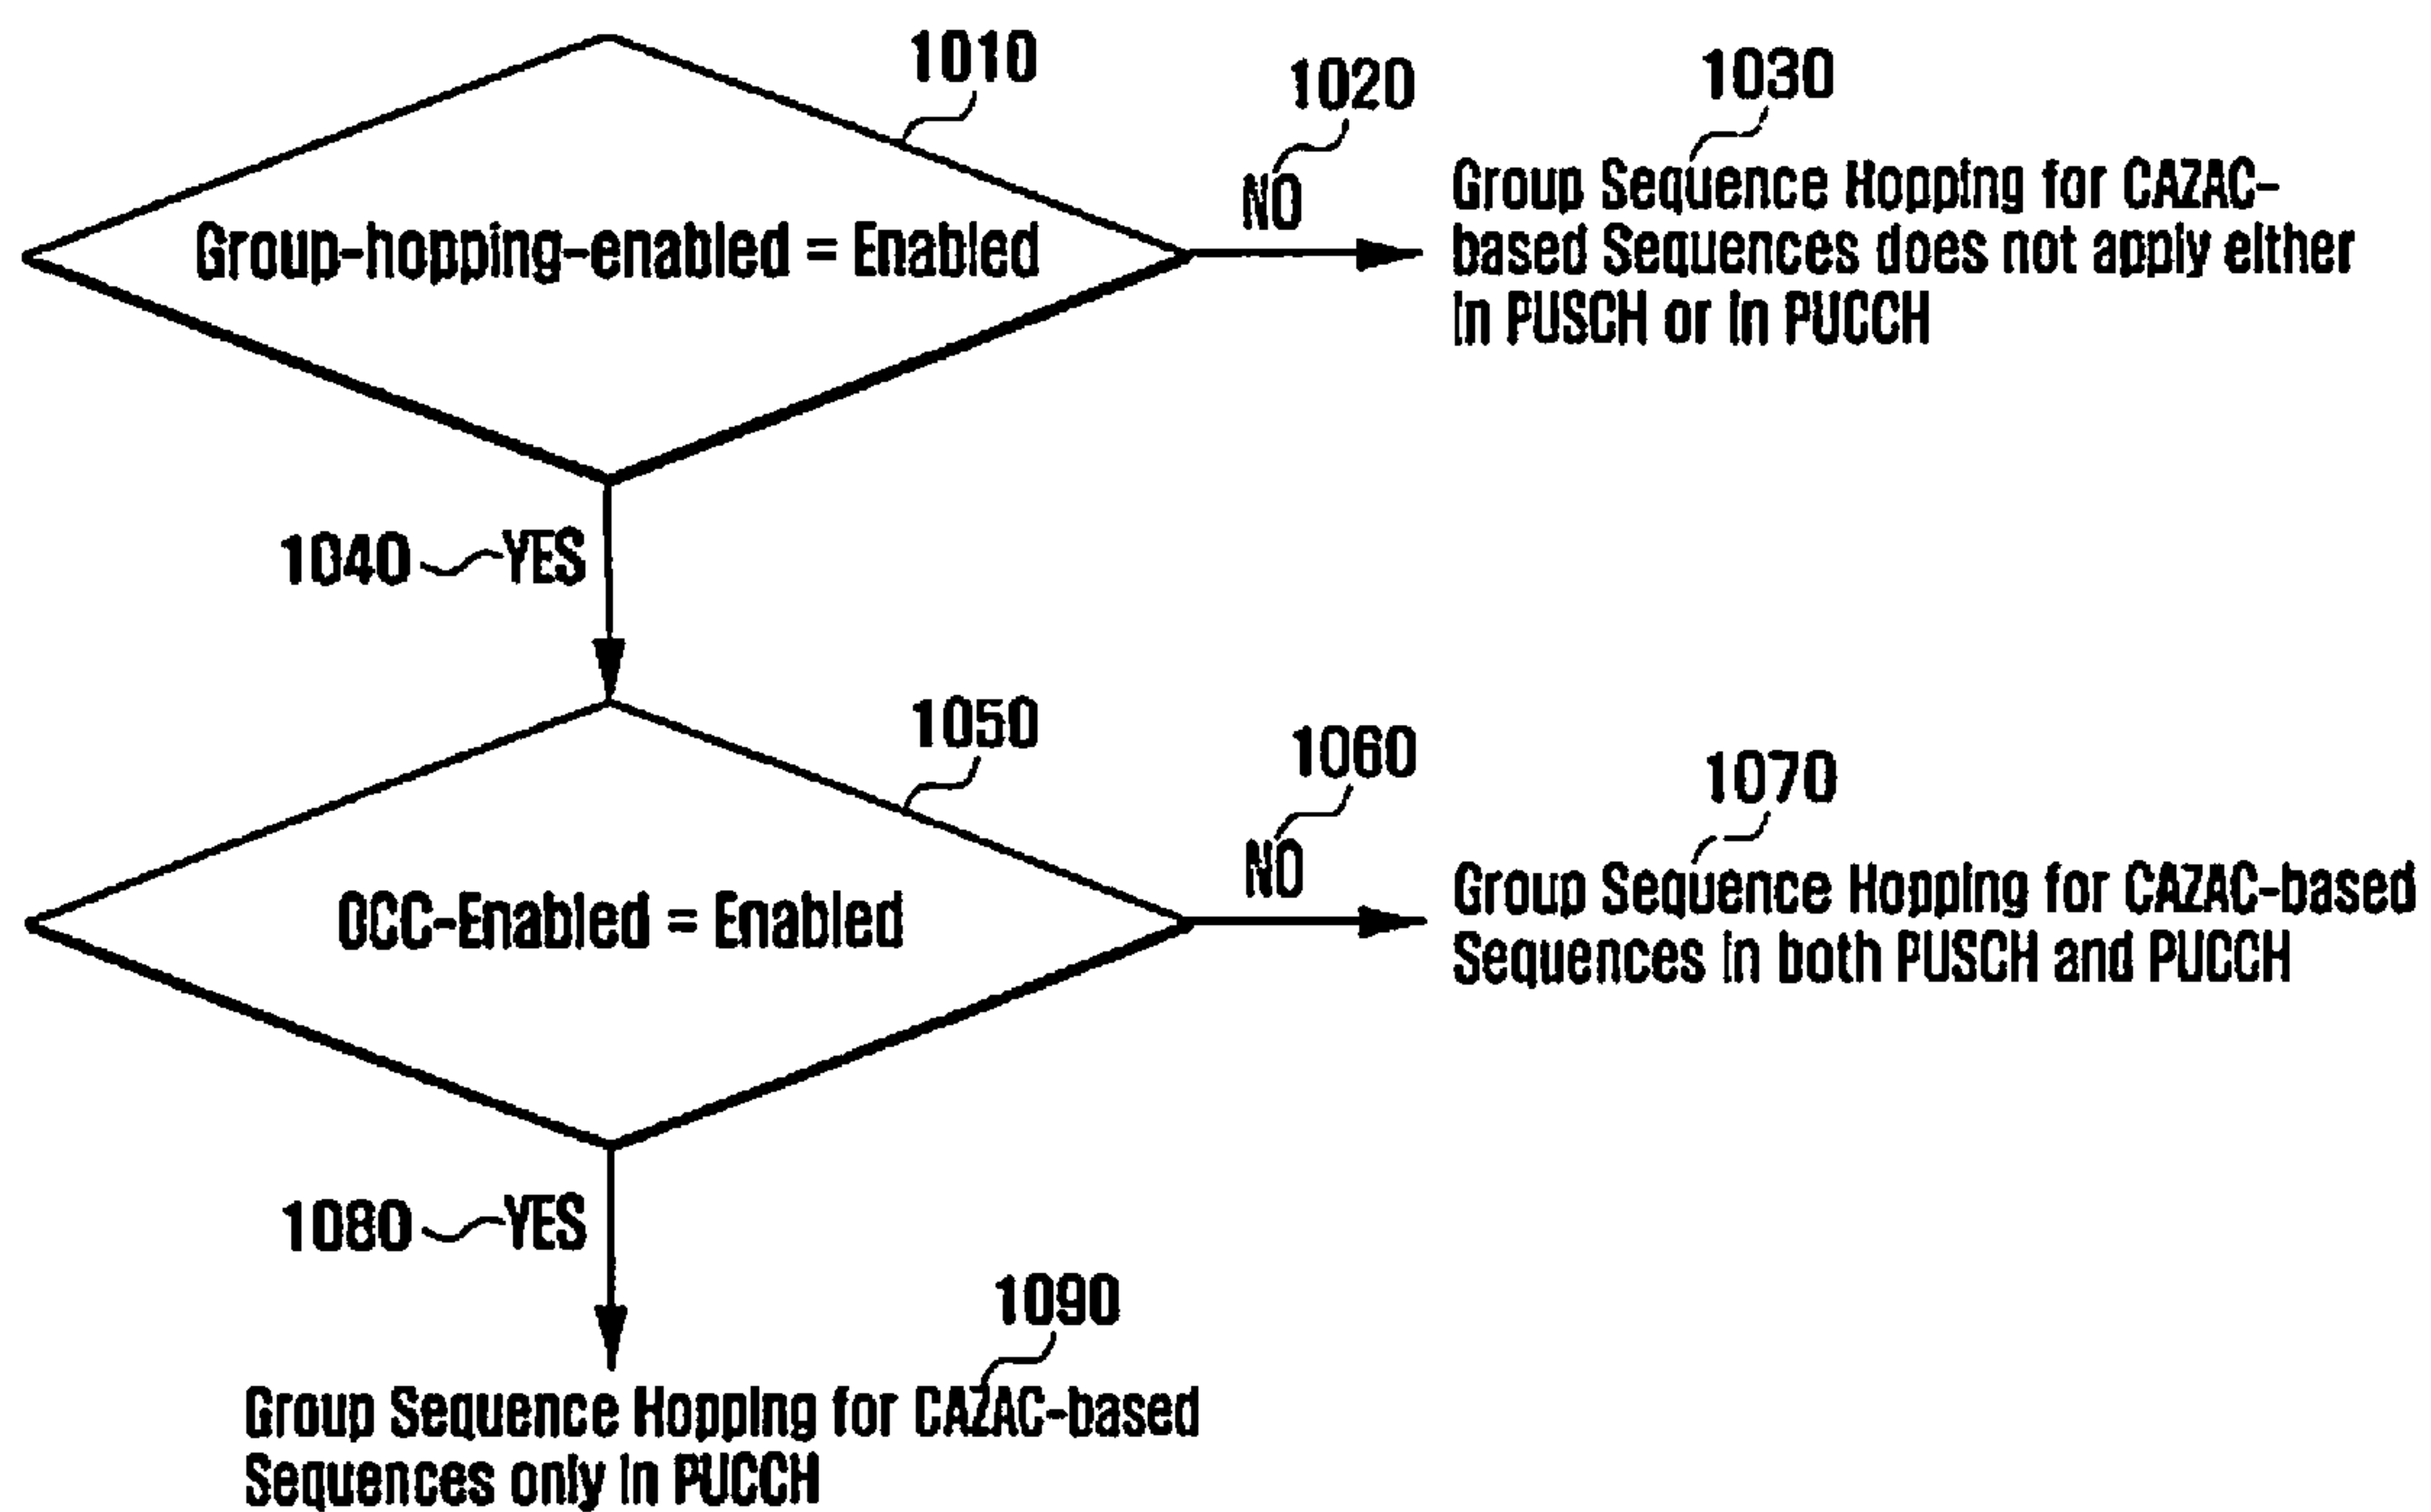 1010
1020
1030
Group-hopping-enabled = Enabled
NO
Group Sequence Hopping for CAZAC-
based Sequences does not apply either
in PUSCH or in PUCCH
1040
YES
1050
1060
1070
OCC-Enabled = Enabled
NO
Group Sequence Hopping for CAZAC-based
Sequences in both PUSCH and PUCCH
1080
YES
1090
Group Sequence Hopping for CAZAC-based
Sequences only in PUCCH